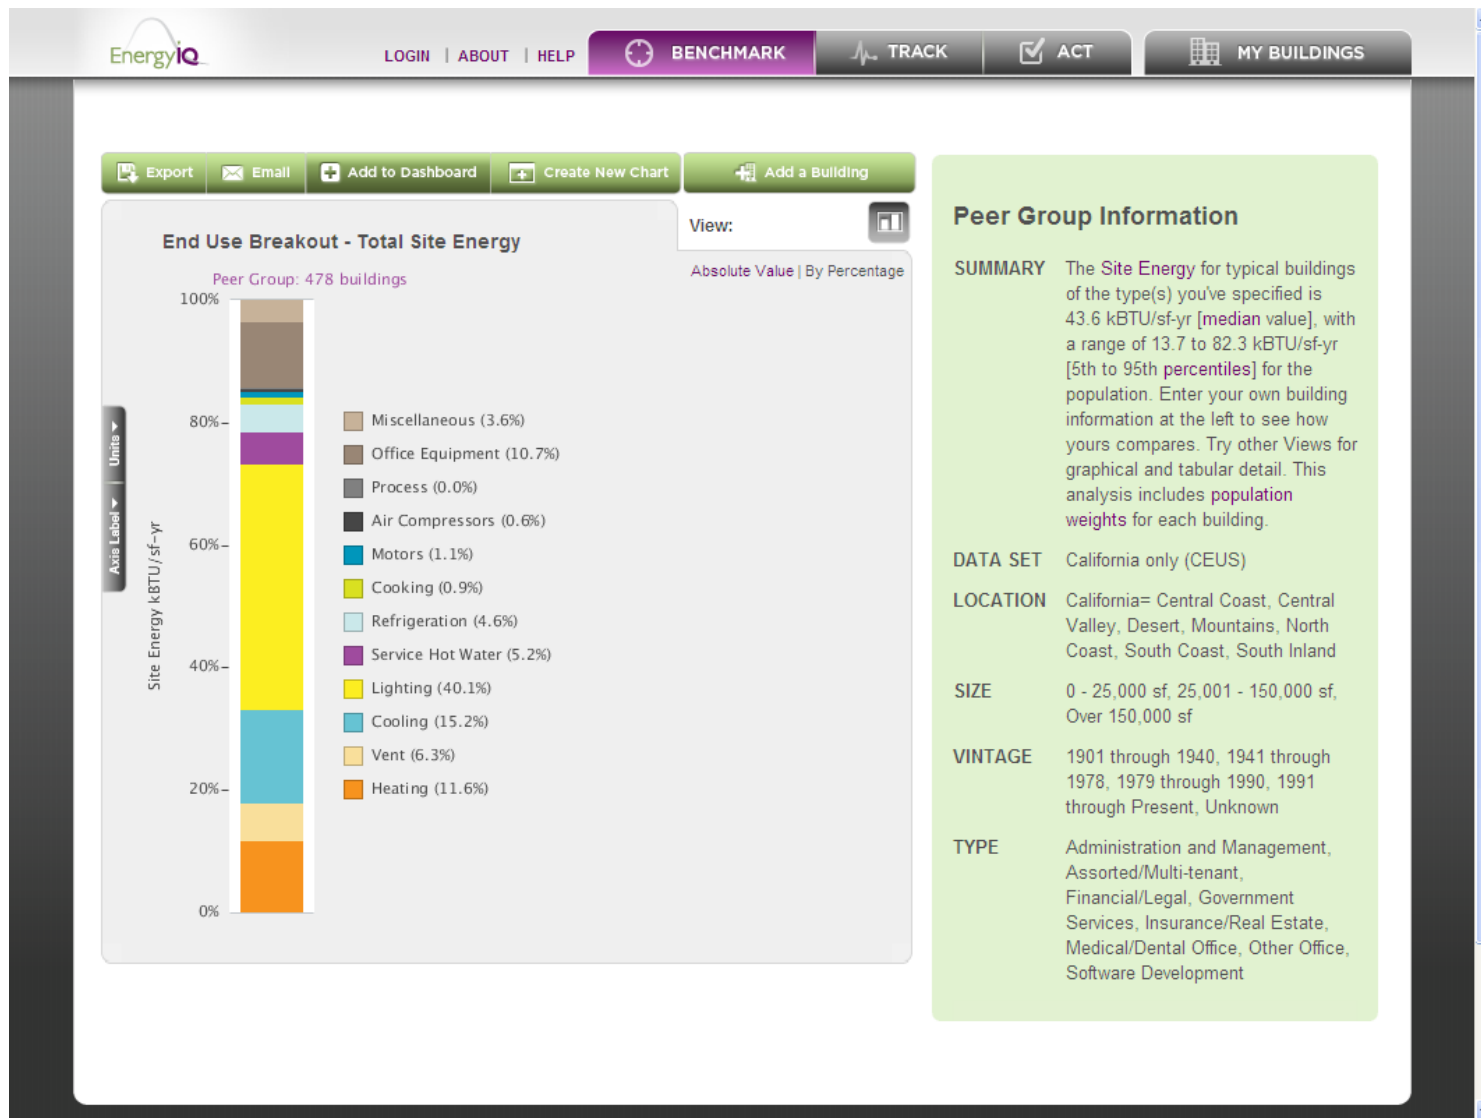 EnergyIQ
LOGIN | ABOUT | HELP
BENCHMARK
TRACK
ACT
MY BUILDINGS
Export
Email
Add to Dashboard
Create New Chart
Add a Building
View:
Absolute Value | By Percentage
End Use Breakout - Total Site Energy
Peer Group: 478 buildings
100%
80%
60%
40%
20%
0%
Units
Axis Label
Site Energy kBTU/sf-yr
Miscellaneous (3.6%)
Office Equipment (10.7%)
Process (0.0%)
Air Compressors (0.6%)
Motors (1.1%)
Cooking (0.9%)
Refrigeration (4.6%)
Service Hot Water (5.2%)
Lighting (40.1%)
Cooling (15.2%)
Vent (6.3%)
Heating (11.6%)
Peer Group Information
SUMMARY The Site Energy for typical buildings
of the type(s) you've specified is
43.6 kBTU/sf-yr [median value], with
a range of 13.7 to 82.3 kBTU/sf-yr
[5th to 95th percentiles] for the
population. Enter your own building
information at the left to see how
yours compares. Try other Views for
graphical and tabular detail. This
analysis includes population
weights for each building.
DATA SET California only (CEUS)
LOCATION California= Central Coast, Central
Valley, Desert, Mountains, North
Coast, South Coast, South Inland
SIZE 0 - 25,000 sf, 25,001 - 150,000 sf,
Over 150,000 sf
VINTAGE 1901 through 1940, 1941 through
1978, 1979 through 1990, 1991
through Present, Unknown
TYPE Administration and Management,
Assorted/Multi-tenant,
Financial/Legal, Government
Services, Insurance/Real Estate,
Medical/Dental Office, Other Office,
Software Development